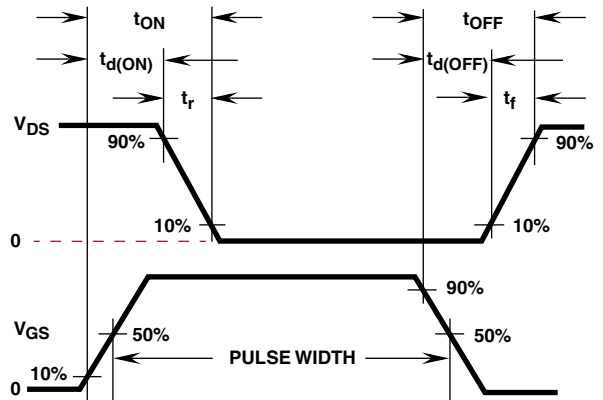 tON tOFF
td(ON) td(OFF)
tr tf
VDS
90% 90%
10% 10%
0
90%
VGS 50% 50%
PULSE WIDTH
10%
0